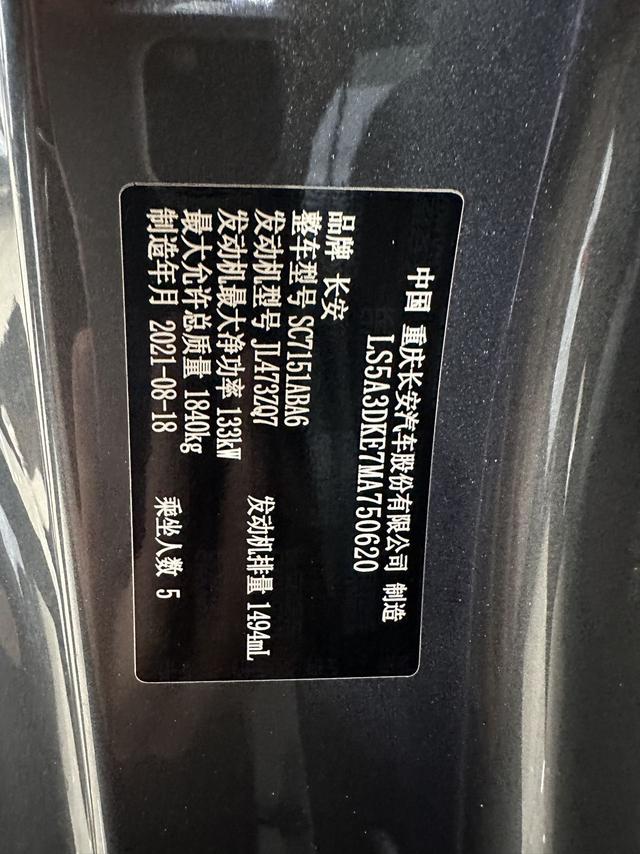 中国 重庆长安汽车股份有限公司 制造
LS5A3DKE7MA750620
品牌 长安
整车型号 SC7151ABA6
发动机型号 JL473ZQ7 发动机排量 1494mL
发动机最大净功率 133kW
最大允许总质量 1840kg
制造年月 2021-08-18 乘坐人数 5